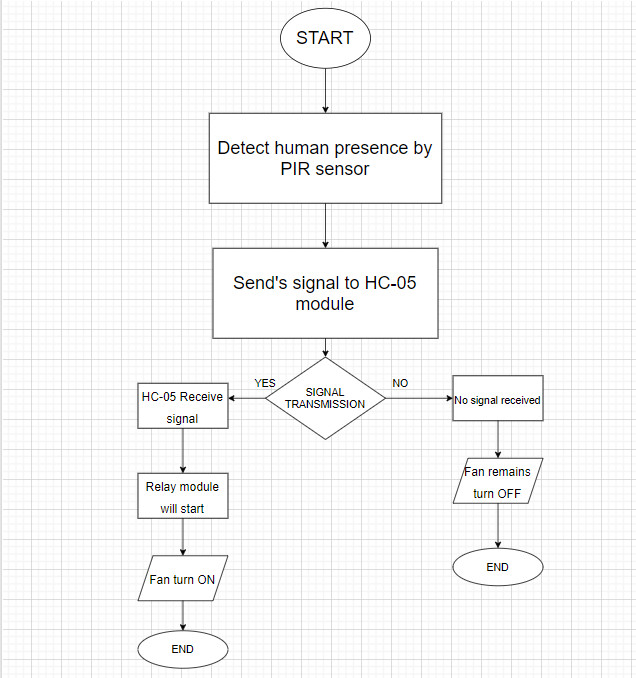 START
Detect human presence by
PIR sensor
Send's signal to HC-05
module
YES
SIGNAL
TRANSMISSION
NO
HC-05 Receive
signal
No signal received
Relay module
will start
Fan remains
turn OFF
Fan turn ON
END
END